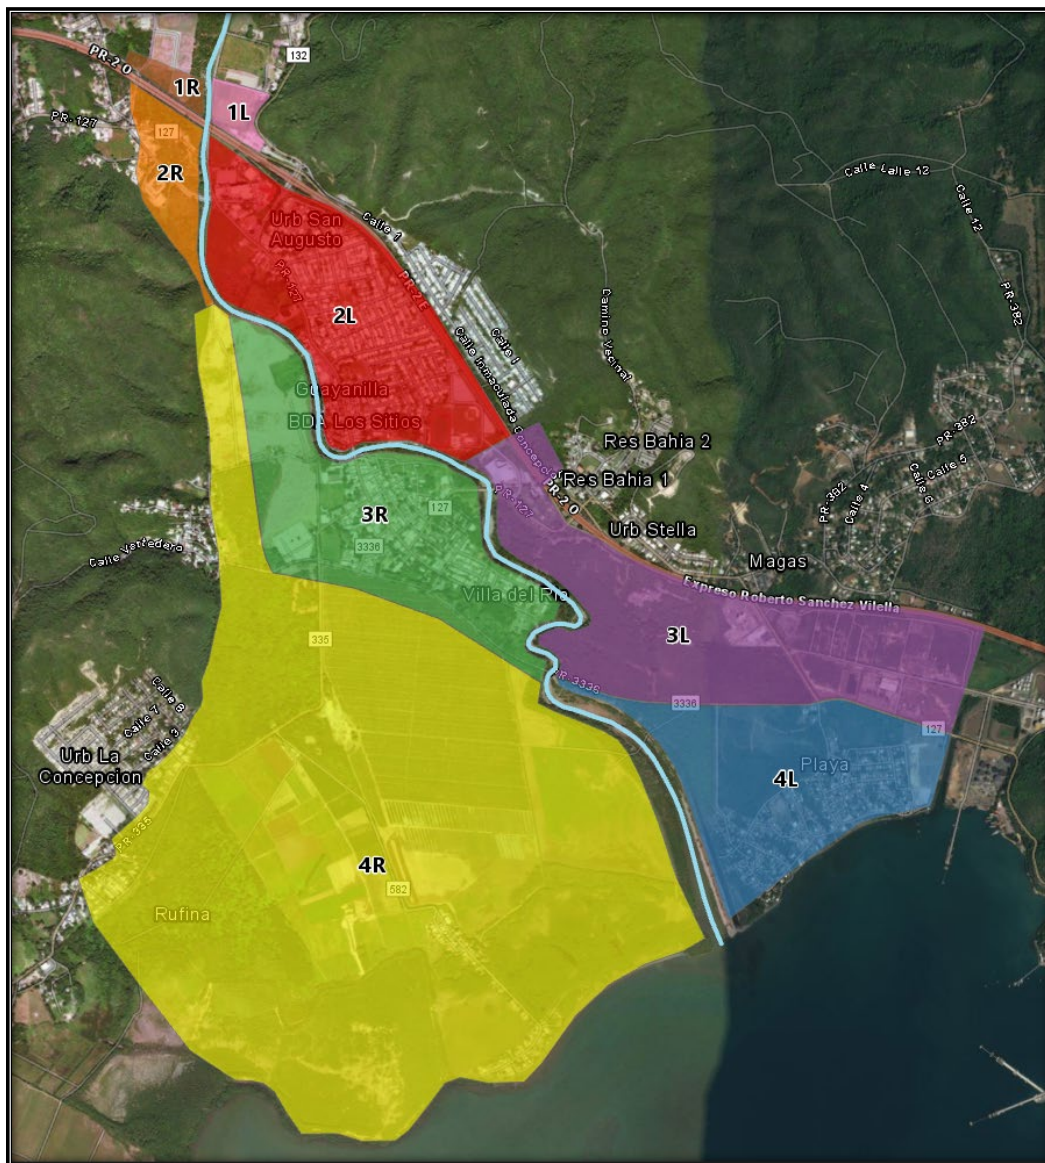 PR-2 O
132
1R
1L
PR-127
127
2R
Calle Lalle 12
Calle 12
Urb San
Augusto
Calle 1
PR-127
PR-2 E
PR-382
2L
Camino Vecinal
Calle 1
Calle Inmaculada Concepcion
Guayanilla
BDA Los Sitios
PR-382
Res Bahia 2
Calle 5
Res Bahia 1
Calle 6
PR-382
Calle 4
PR-127
PR-2 O
127
3R
Urb Stella
3336
Calle Vertedero
Magas
Expreso Roberto Sanchez Vilella
Villa del Rio
335
3L
PR-3336
Calle 8
3336
Calle 7
127
Calle 3
Urb La
Concepcion
Playa
4L
PR-335
4R
582
Rufina